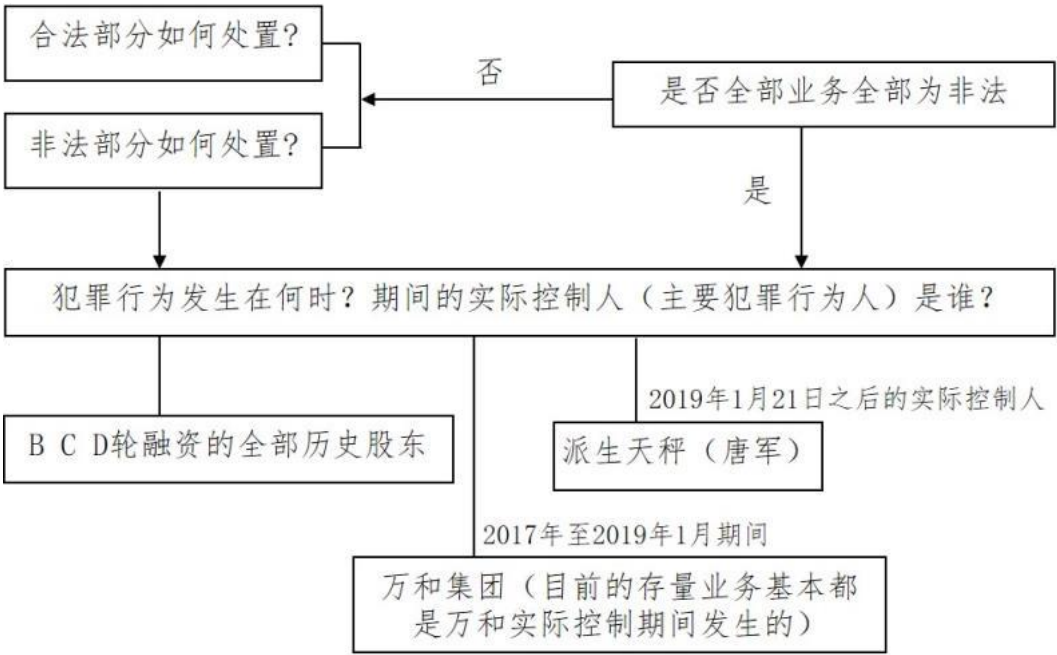 合法部分如何处置?
否
是否全部业务全部为非法
非法部分如何处置?
是
犯罪行为发生在何时?期间的实际控制人(主要犯罪行为人)是谁?
2019年1月21日之后的实际控制人
B C D轮融资的全部历史股东
派生天秤(唐军)
2017年至2019年1月期间
万和集团(目前的存量业务基本都
是万和实际控制期间发生的)